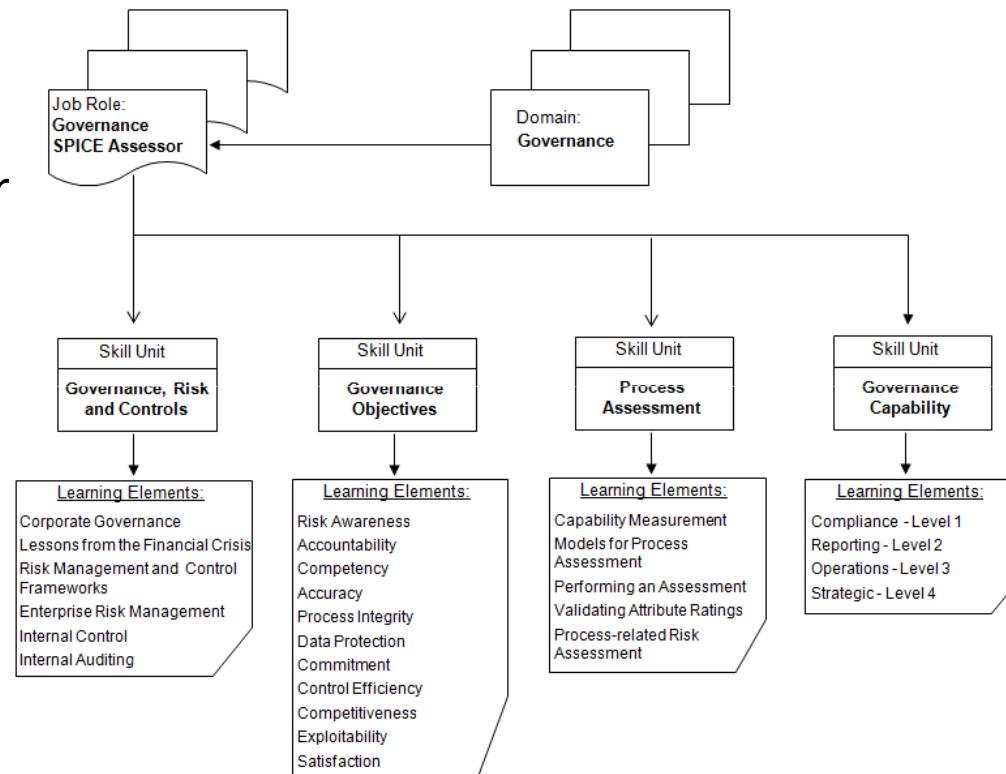 Job Role:
Governance
SPICE Assessor
Domain:
Governance
Skill Unit
Governance, Risk
and Controls
Skill Unit
Governance
Objectives
Skill Unit
Process
Assessment
Skill Unit
Governance
Capability
Learning Elements:
Corporate Governance
Lessons from the Financial Crisis
Risk Management and Control
Frameworks
Enterprise Risk Management
Internal Control
Internal Auditing
Learning Elements:
Risk Awareness
Accountability
Competency
Accuracy
Process Integrity
Data Protection
Commitment
Control Efficiency
Competitiveness
Exploitability
Satisfaction
Learning Elements:
Capability Measurement
Models for Process
Assessment
Performing an Assessment
Validating Attribute Ratings
Process-related Risk
Assessment
Learning Elements:
Compliance - Level 1
Reporting - Level 2
Operations - Level 3
Strategic - Level 4